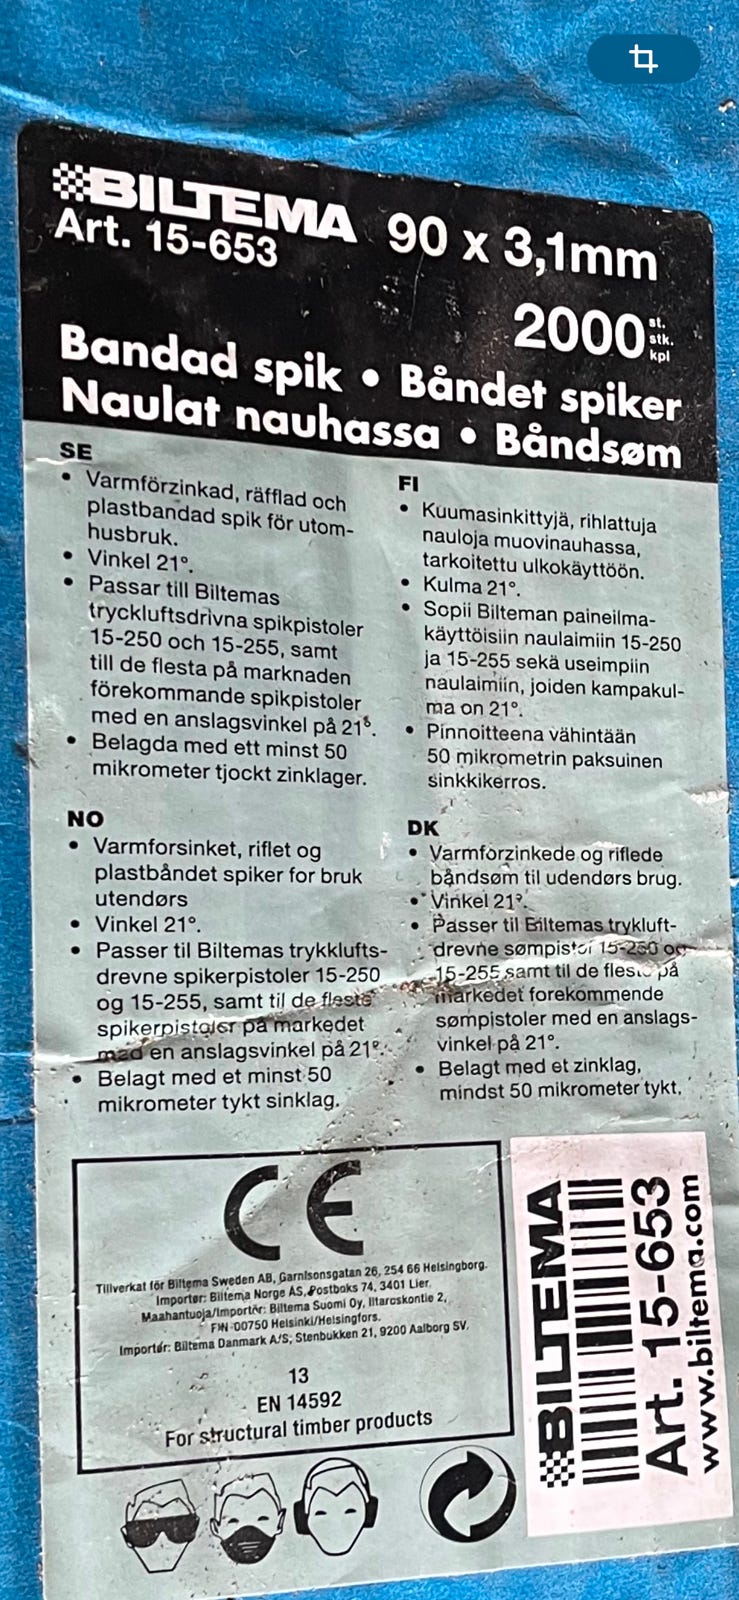 BILTEMA
Art. 15-653
90 x 3,1mm
2000 st.
stk.
kpl
Bandad spik • Båndet spiker
Naulat nauhassa • Båndsøm
SE
• Varmförzinkad, räfflad och
plastbandad spik för utom-
husbruk.
• Vinkel 21°.
• Passar till Biltemas
tryckluftsdrivna spikpistoler
15-250 och 15-255, samt
till de flesta på marknaden
förekommande spikpistoler
med en anslagsvinkel på 21°.
• Belagda med ett minst 50
mikrometer tjockt zinklager.
FI
• Kuumasinkittyjä, rihlattuja
nauloja muovinauhassa,
tarkoitettu ulkokäyttöön.
• Kulma 21°.
• Sopii Bilteman paineilma-
käyttöisiin naulaimiin 15-250
ja 15-255 sekä useimpiin
naulaimiin, joiden kampakul-
ma on 21°.
• Pinnoitteena vähintään
50 mikrometrin paksuinen
sinkkikerros.
NO
• Varmforsinket, riflet og
plastbåndet spiker for bruk
utendørs
• Vinkel 21°.
• Passer til Biltemas trykklufts-
drevne spikerpistoler 15-250
og 15-255, samt til de fleste
spikerpistoler på markedet
med en anslagsvinkel på 21°.
• Belagt med et minst 50
mikrometer tykt sinklag.
DK
• Varmforzinkede og riflede
båndsøm til udendørs brug.
• Vinkel 21°.
• Passer til Biltemas trykluft-
drevne sømpistol 15-250 og
15-255 samt til de fleste på
markedet forekommende
sømpistoler med en anslags-
vinkel på 21°.
• Belagt med et zinklag,
mindst 50 mikrometer tykt.
CE
Tillverkat för Biltema Sweden AB, Garnisonsgatan 26, 254 66 Helsingborg.
Importør: Biltema Norge AS, Postboks 74, 3401 Lier.
Maahantuoja/Importör: Biltema Suomi Oy, Iltaroskontie 2,
FIN-00750 Helsinki/Helsingfors.
Importør: Biltema Danmark A/S; Stenbukken 21, 9200 Aalborg SV.
13
EN 14592
For structural timber products
BILTEMA
Art. 15-653
www.biltema.com